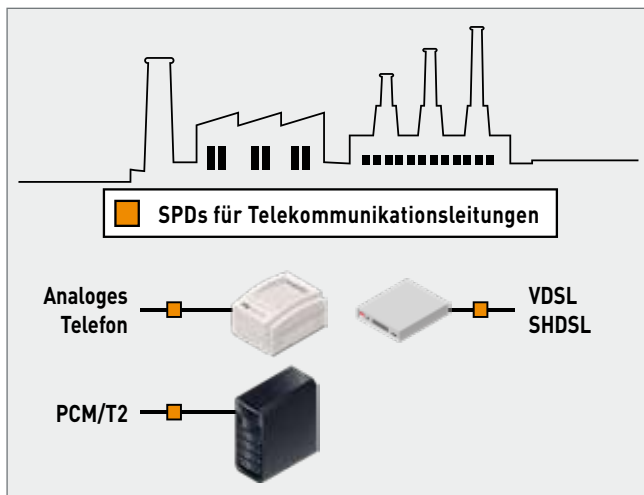 SPDs für Telekommunikationsleitungen
Analoges
Telefon
VDSL
SHDSL
PCM/T2